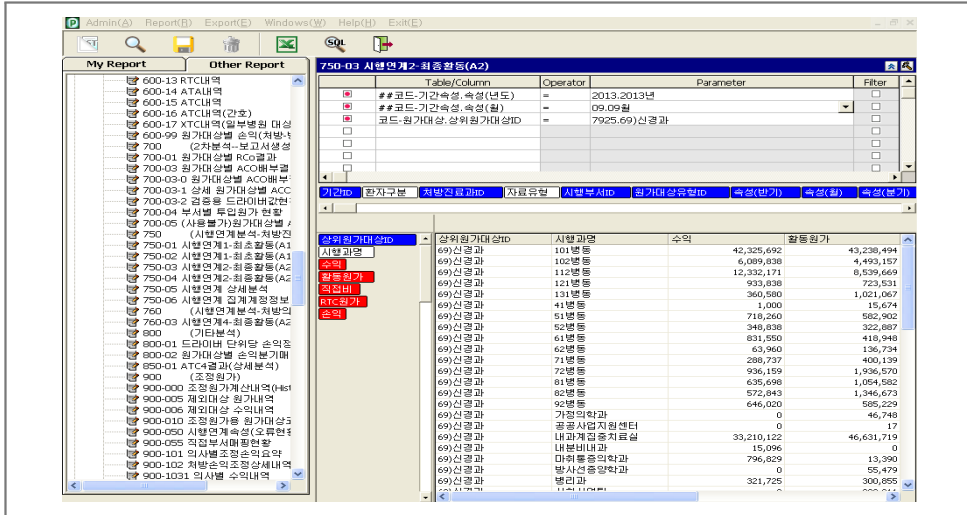 Admin(A) Report(R) Export(E) Windows(W) Help(H) Exit(E)
SQL
My Report Other Report
600-13 RTC내역
600-14 ATA내역
600-15 ATC내역
600-16 ATC내역(간호)
600-17 XTC내역(일부병원 대상
600-99 원가대상별 손익(처방-
700 (2차분석--보고서생성
700-01 원가대상별 RCo결과
700-03 원가대상별 ACO배부결
700-03-0 원가대상별 ACO배부
700-03-1 상세 원가대상별 ACC
700-03-2 검증용 드라이버값현
700-04 부서별 투입원가 현황
700-05 (사용불가)원가대상별
750 (시행연계분석-처방진
750-01 시행연계1-최초활동(A1
750-02 시행연계1-최초활동(A1
750-03 시행연계2-최종활동(A2
750-04 시행연계2-최종활동(A2
750-05 시행연계 상세분석
750-06 시행연계 집계계정정보
760 (시행연계분석-처방의
760-03 시행연계4-최종활동(A2
800 (기타분석)
800-01 드라이버 단위당 손익정
800-02 원가대상별 손익분기매
850-01 ATC4결과(상세분석)
900 (조정원가)
900-000 조정원가계산내역(Hist
900-005 제외대상 원가내역
900-006 제외대상 수익내역
900-010 조정원가용 원가대상코
900-050 시행연계속성(오류현황
900-055 직접부서매핑현황
900-101 의사별조정손익요약
900-102 처방손익조정상세내역
900-1031 의사별 수익내역
750-03 시행연계2-최종활동(A2)
Table/Column Operator Parameter Filter
##코드-기간속성.속성(년도) = 2013.2013년
##코드-기간속성.속성(월) = 09.09월
코드-원가대상.상위원가대상ID = 7925.69)신경과
기간ID 환자구분 처방진료과ID 자료유형 시행부서ID 원가대상유형ID 속성(반기) 속성(월) 속성(분기)
상위원가대상ID
시행과명
수익
활동원가
직접비
RTC원가
손익
상위원가대상ID 시행과명 수익 활동원가
69)신경과 101병동 42,325,692 43,238,494
69)신경과 102병동 6,089,838 4,493,157
69)신경과 112병동 12,332,171 8,539,669
69)신경과 121병동 933,838 723,531
69)신경과 131병동 360,580 1,021,067
69)신경과 41병동 1,000 15,674
69)신경과 51병동 718,260 582,902
69)신경과 52병동 348,838 322,887
69)신경과 61병동 831,550 418,948
69)신경과 62병동 63,960 136,734
69)신경과 71병동 288,737 400,139
69)신경과 72병동 936,159 1,936,570
69)신경과 81병동 635,698 1,054,582
69)신경과 82병동 572,843 1,346,673
69)신경과 92병동 646,020 585,229
69)신경과 가정의학과 0 46,748
69)신경과 공공사업지원센터 0 17
69)신경과 내과계집중치료실 33,210,122 46,631,719
69)신경과 내분비내과 15,096 0
69)신경과 마취통증의학과 796,829 13,390
69)신경과 방사선종양학과 0 55,479
69)신경과 병리과 321,725 300,855